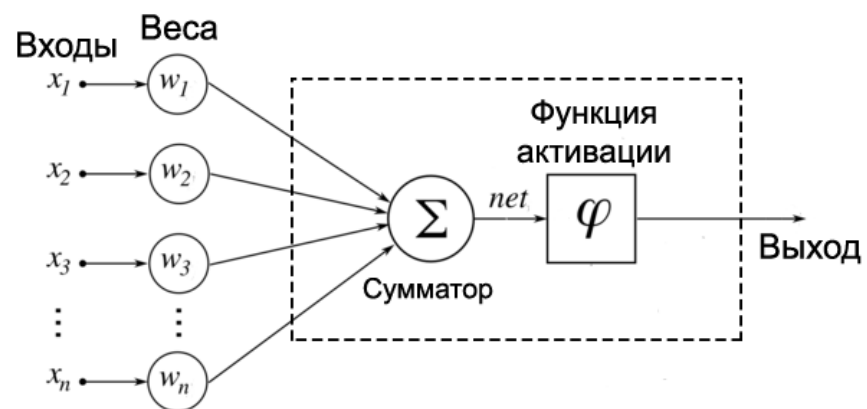 Входы
Веса
x1
w1
Функция
активации
x2
w2
Σ
net
φ
Выход
x3
w3
Сумматор
⋮
⋮
xn
wn